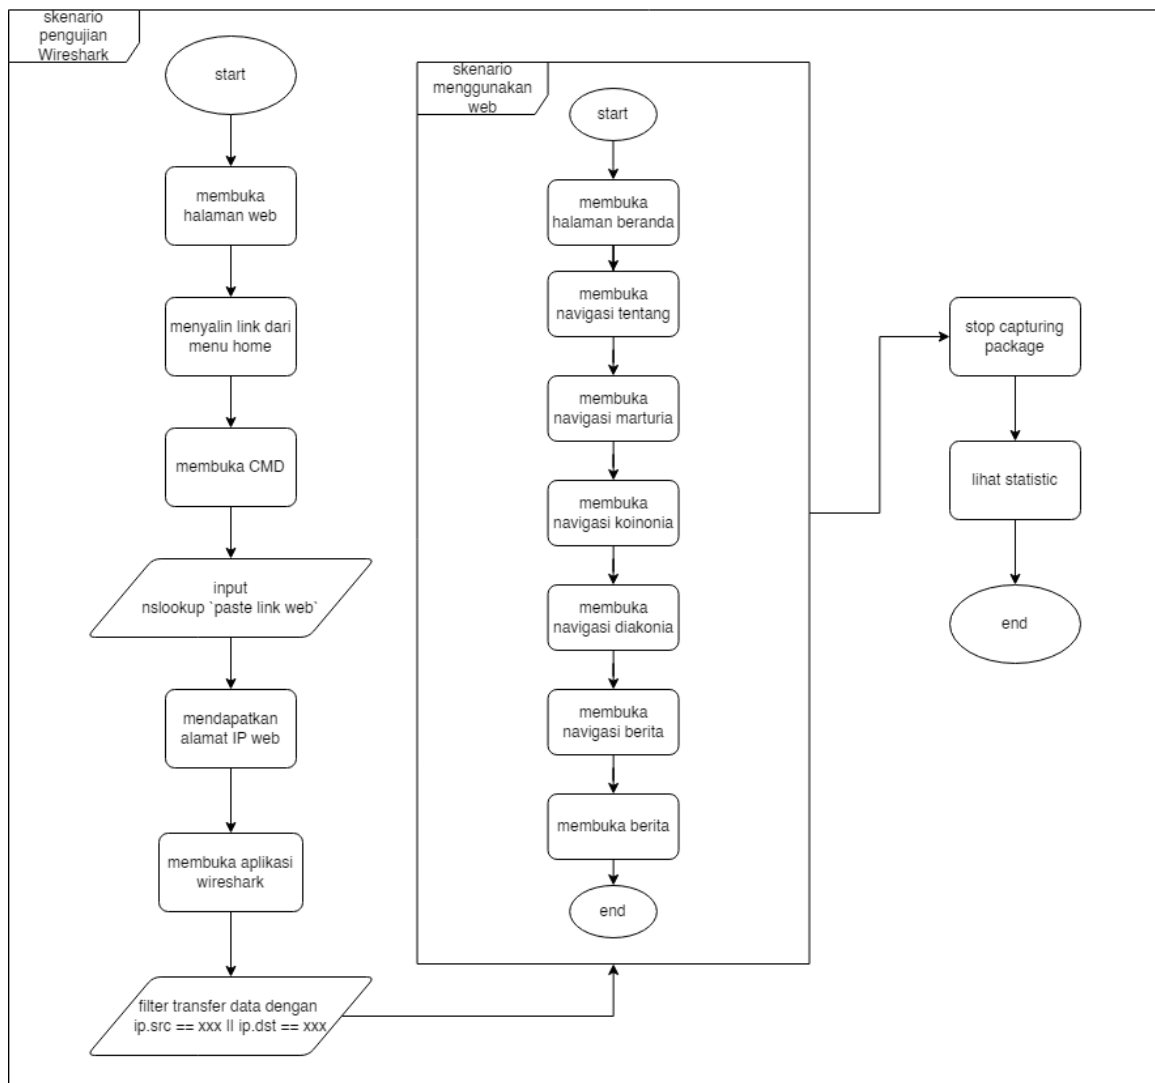 skenario
pengujian
Wireshark
start
membuka
halaman web
menyalin link dari
menu home
membuka CMD
input
nslookup `paste link web`
mendapatkan
alamat IP web
membuka aplikasi
wireshark
filter transfer data dengan
ip.src == xxx || ip.dst == xxx
skenario
menggunakan
web
start
membuka
halaman beranda
membuka
navigasi tentang
membuka
navigasi marturia
membuka
navigasi koinonia
membuka
navigasi diakonia
membuka
navigasi berita
membuka berita
end
stop capturing
package
lihat statistic
end